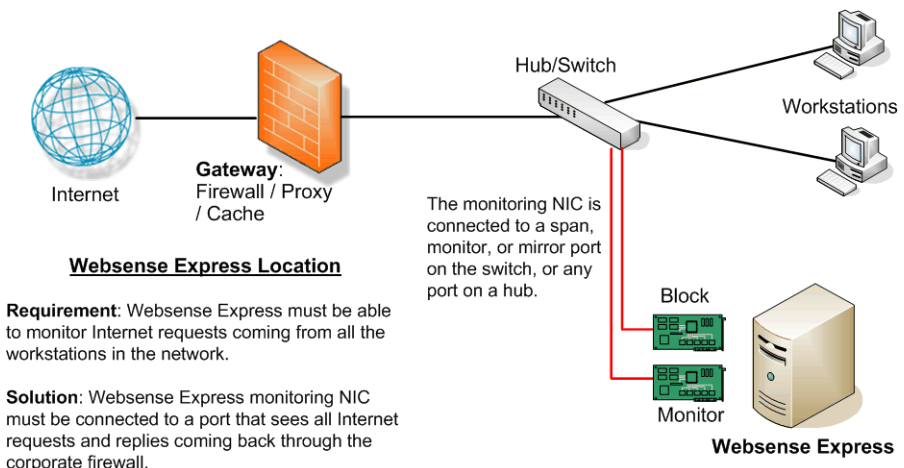 Hub/Switch
Workstations
Internet
Gateway:
Firewall / Proxy
/ Cache
The monitoring NIC is
connected to a span,
monitor, or mirror port
on the switch, or any
port on a hub.
Websense Express Location
Requirement: Websense Express must be able
to monitor Internet requests coming from all the
workstations in the network.
Solution: Websense Express monitoring NIC
must be connected to a port that sees all Internet
requests and replies coming back through the
corporate firewall.
Block
Monitor
Websense Express